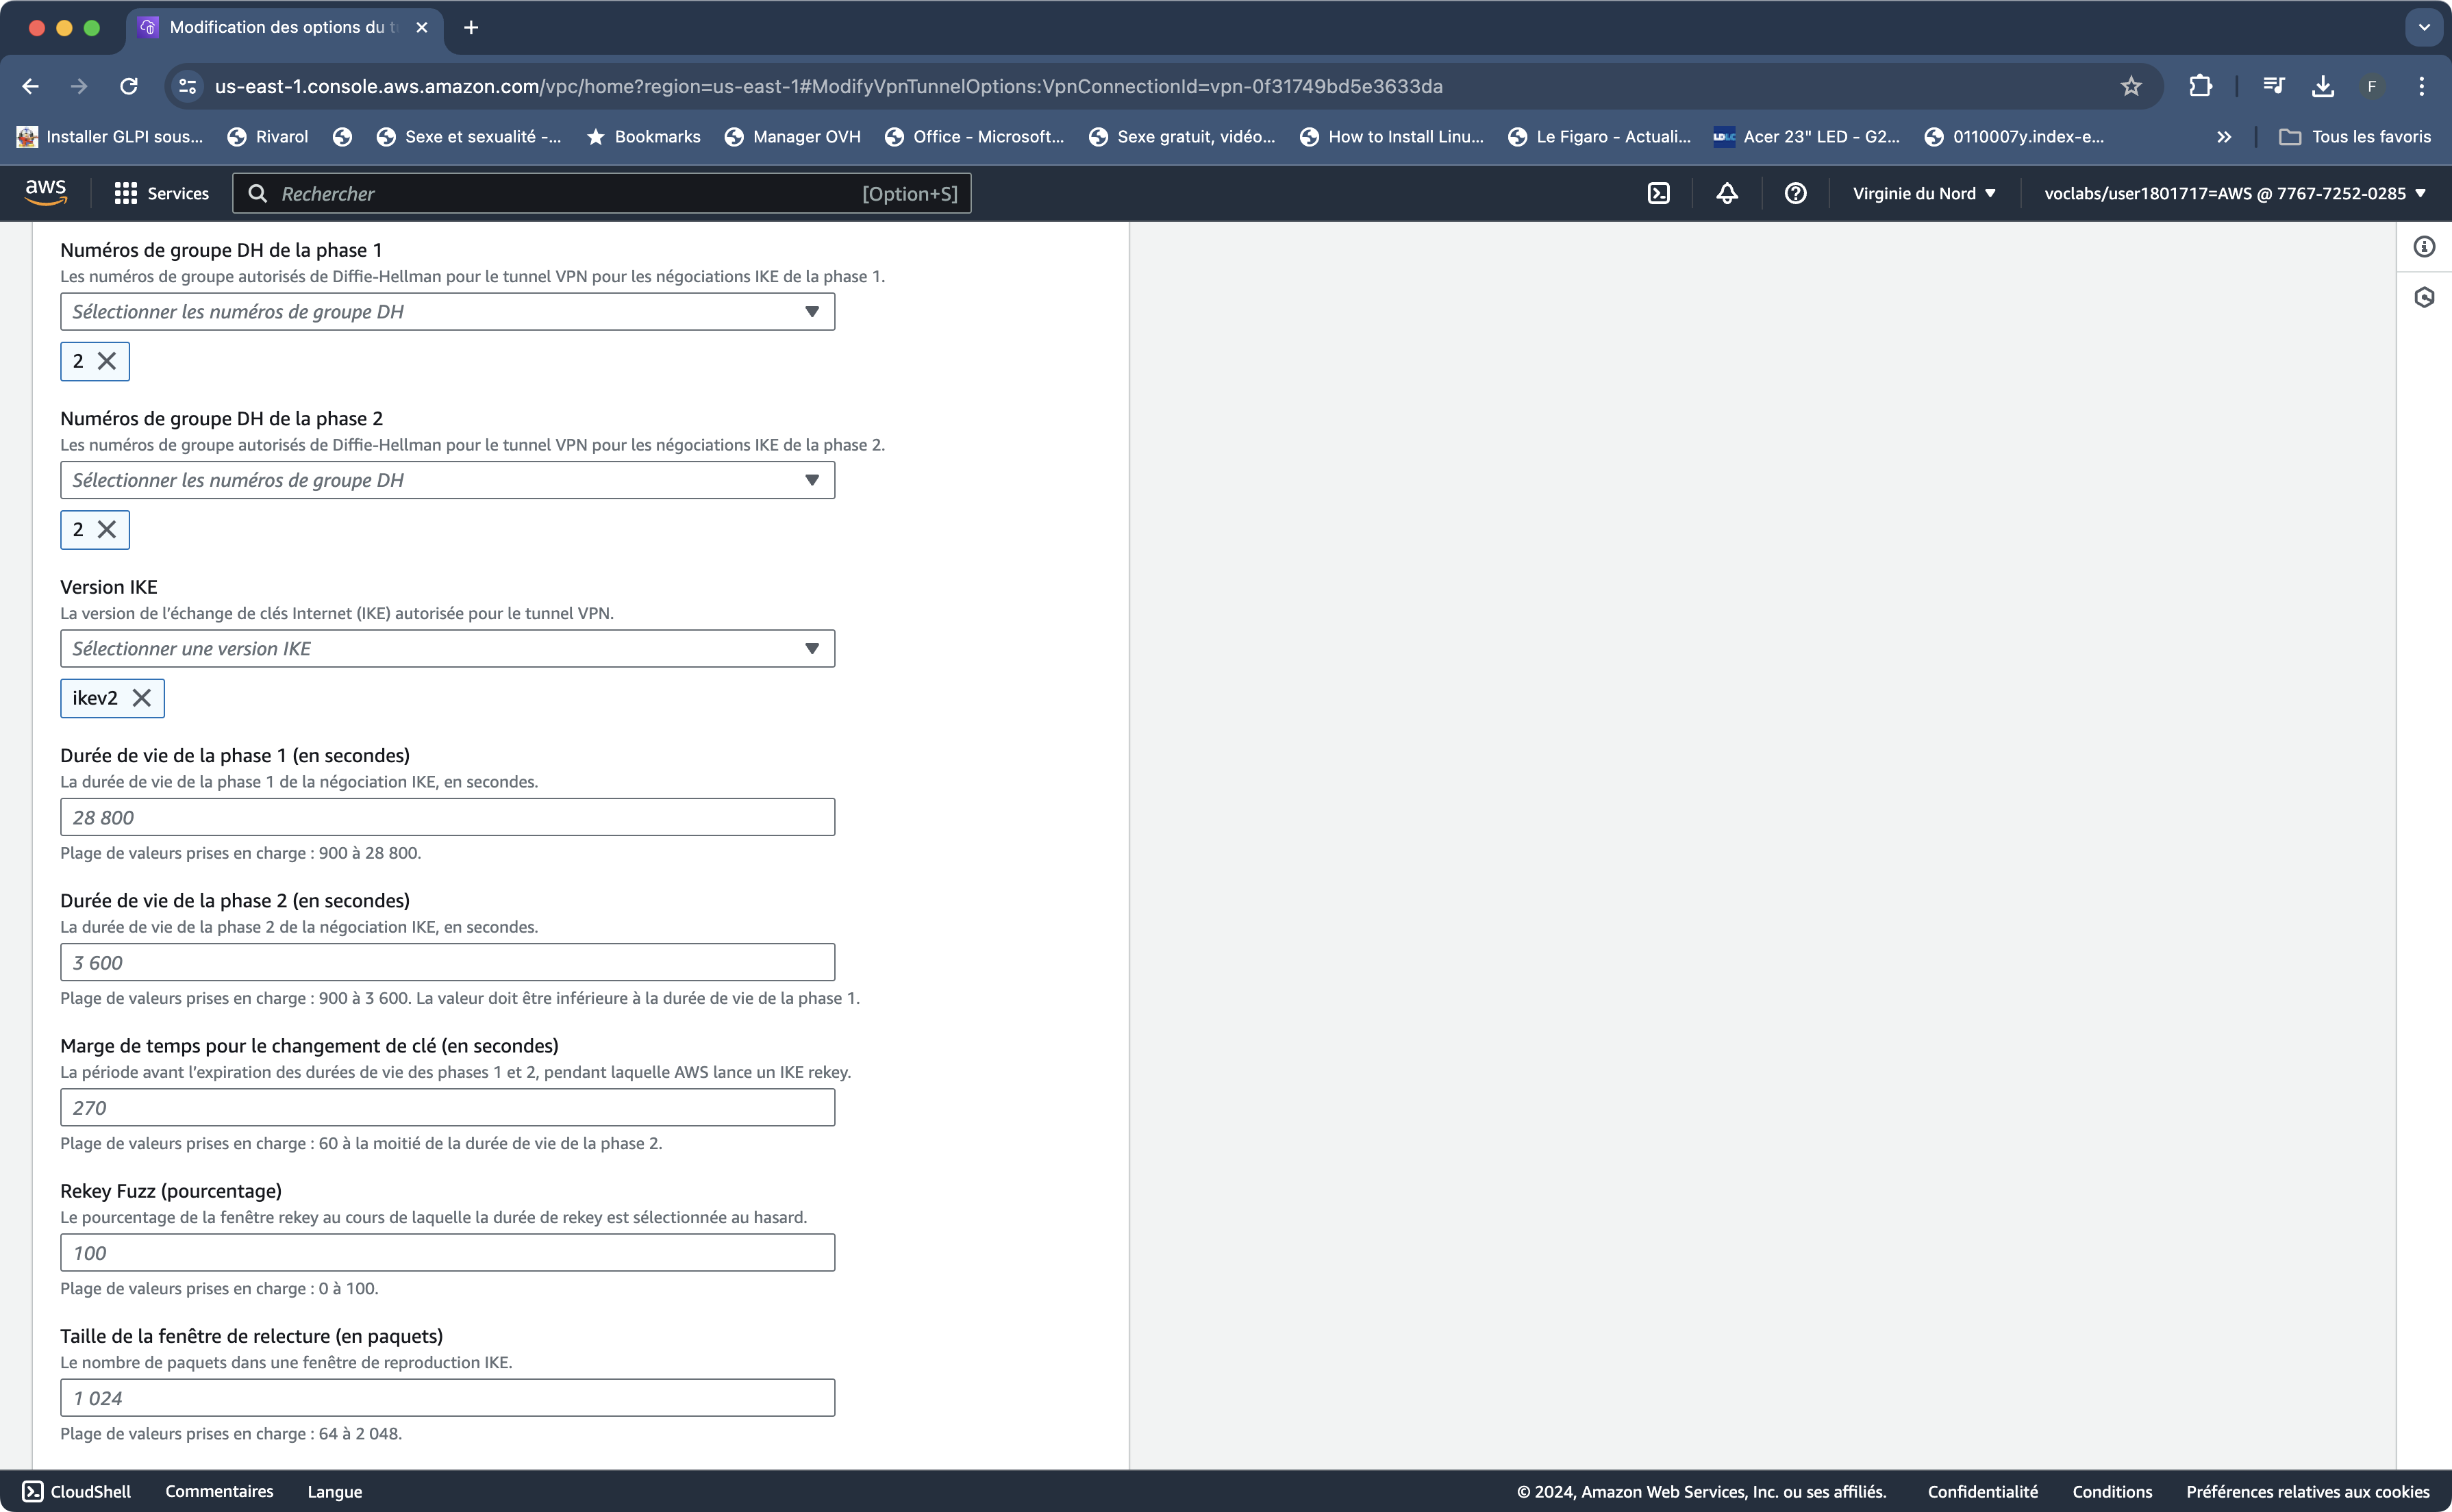 Modification des options du t
us-east-1.console.aws.amazon.com/vpc/home?region=us-east-1#ModifyVpnTunnelOptions:VpnConnectionId=vpn-0f31749bd5e3633da
F
Installer GLPI sous... Rivarol Sexe et sexualité -... Bookmarks Manager OVH Office - Microsoft... Sexe gratuit, vidéo... How to Install Linu... Le Figaro - Actuali... LDLC Acer 23" LED - G2... 0110007y.index-e... Tous les favoris
aws Services Rechercher [Option+S] Virginie du Nord voclabs/user1801717=AWS @ 7767-7252-0285
Numéros de groupe DH de la phase 1
Les numéros de groupe autorisés de Diffie-Hellman pour le tunnel VPN pour les négociations IKE de la phase 1.
Sélectionner les numéros de groupe DH
2
Numéros de groupe DH de la phase 2
Les numéros de groupe autorisés de Diffie-Hellman pour le tunnel VPN pour les négociations IKE de la phase 2.
Sélectionner les numéros de groupe DH
2
Version IKE
La version de l'échange de clés Internet (IKE) autorisée pour le tunnel VPN.
Sélectionner une version IKE
ikev2
Durée de vie de la phase 1 (en secondes)
La durée de vie de la phase 1 de la négociation IKE, en secondes.
28 800
Plage de valeurs prises en charge : 900 à 28 800.
Durée de vie de la phase 2 (en secondes)
La durée de vie de la phase 2 de la négociation IKE, en secondes.
3 600
Plage de valeurs prises en charge : 900 à 3 600. La valeur doit être inférieure à la durée de vie de la phase 1.
Marge de temps pour le changement de clé (en secondes)
La période avant l'expiration des durées de vie des phases 1 et 2, pendant laquelle AWS lance un IKE rekey.
270
Plage de valeurs prises en charge : 60 à la moitié de la durée de vie de la phase 2.
Rekey Fuzz (pourcentage)
Le pourcentage de la fenêtre rekey au cours de laquelle la durée de rekey est sélectionnée au hasard.
100
Plage de valeurs prises en charge : 0 à 100.
Taille de la fenêtre de relecture (en paquets)
Le nombre de paquets dans une fenêtre de reproduction IKE.
1 024
Plage de valeurs prises en charge : 64 à 2 048.
CloudShell Commentaires Langue © 2024, Amazon Web Services, Inc. ou ses affiliés. Confidentialité Conditions Préférences relatives aux cookies